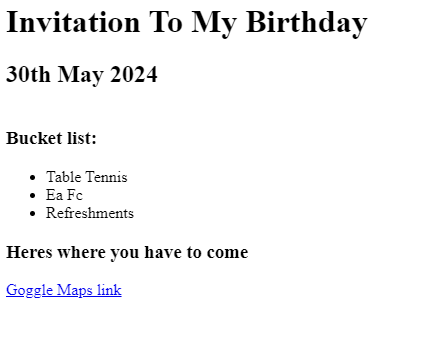 Invitation To My Birthday
30th May 2024
Bucket list:
Table Tennis
Ea Fc
Refreshments
Heres where you have to come
Goggle Maps link